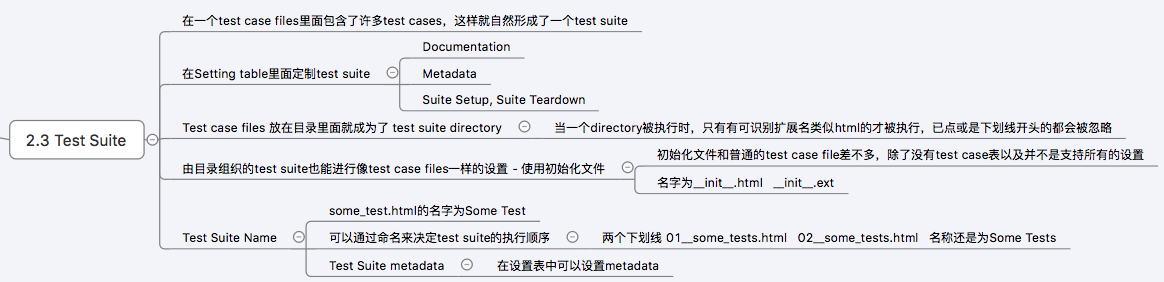 2.3 Test Suite
在一个test case files里面包含了许多test cases，这样就自然形成了一个test suite
在Setting table里面定制test suite
Documentation
Metadata
Suite Setup, Suite Teardown
Test case files 放在目录里面就成为了 test suite directory
当一个directory被执行时，只有有可识别扩展名类似html的才被执行，已点或是下划线开头的都会被忽略
由目录组织的test suite也能进行像test case files一样的设置 - 使用初始化文件
初始化文件和普通的test case file差不多，除了没有test case表以及并不是支持所有的设置
名字为__init__.html __init__.ext
Test Suite Name
some_test.html的名字为Some Test
可以通过命名来决定test suite的执行顺序
两个下划线 01__some_tests.html 02__some_tests.html 名称还是为Some Tests
Test Suite metadata
在设置表中可以设置metadata